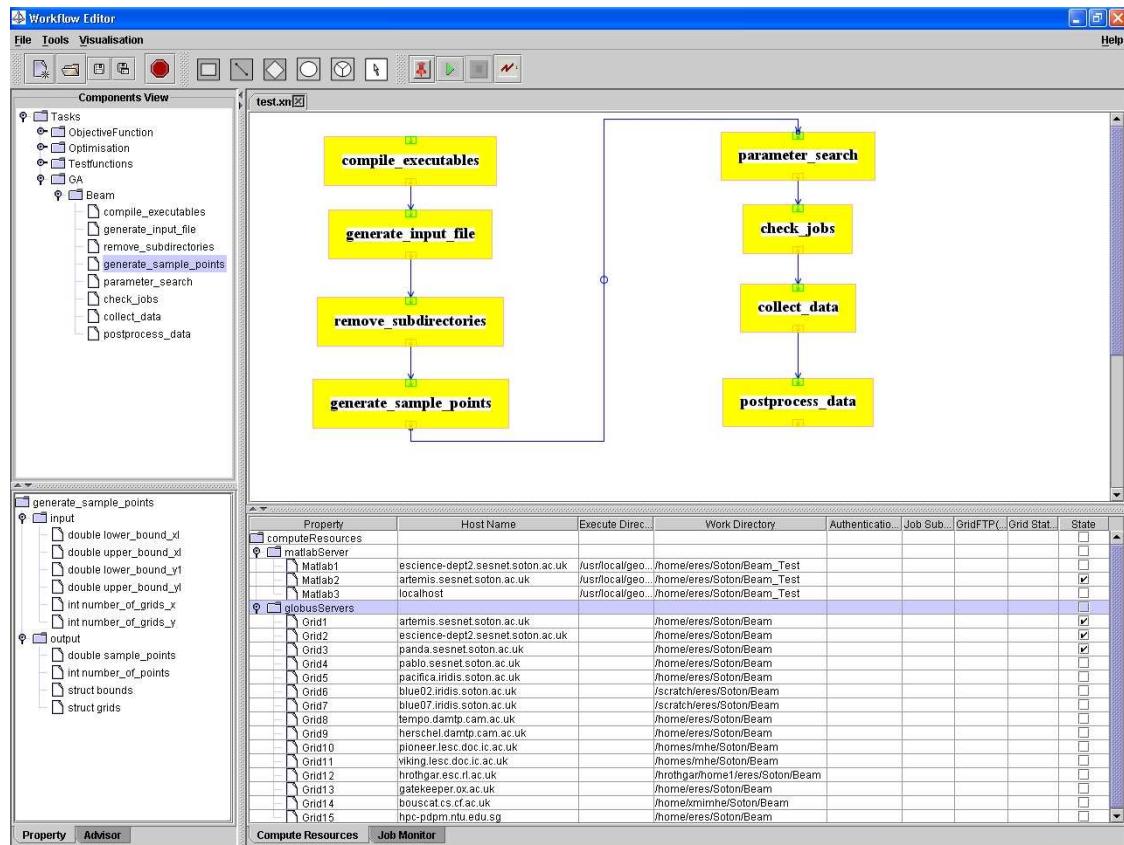 Workflow Editor
File Tools Visualisation Help
Components View
Tasks
ObjectiveFunction
Optimisation
Testfunctions
GA
Beam
compile_executables
generate_input_file
remove_subdirectories
generate_sample_points
parameter_search
check_jobs
collect_data
postprocess_data
test.xn
compile_executables
generate_input_file
remove_subdirectories
generate_sample_points
parameter_search
check_jobs
collect_data
postprocess_data
generate_sample_points
input
double lower_bound_xl
double upper_bound_xl
double lower_bound_y1
double upper_bound_yl
int number_of_grids_x
int number_of_grids_y
output
double sample_points
int number_of_points
struct bounds
struct grids
Property Advisor
Property Host Name Execute Direc... Work Directory Authenticatio... Job Sub... GridFTP(... Grid Stat... State
computeResources
matlabServer
Matlab1 escience-dept2.sesnet.soton.ac.uk /usr/local/geo... /home/eres/Soton/Beam_Test
Matlab2 artemis.sesnet.soton.ac.uk /usr/local/geo... /home/eres/Soton/Beam_Test
Matlab3 localhost /usr/local/geo... /home/eres/Soton/Beam_Test
globusServers
Grid1 artemis.sesnet.soton.ac.uk /home/eres/Soton/Beam
Grid2 escience-dept2.sesnet.soton.ac.uk /home/eres/Soton/Beam
Grid3 panda.sesnet.soton.ac.uk /home/eres/Soton/Beam
Grid4 pablo.sesnet.soton.ac.uk /home/eres/Soton/Beam
Grid5 pacifica.iridis.soton.ac.uk /home/eres/Soton/Beam
Grid6 blue02.iridis.soton.ac.uk /scratch/eres/Soton/Beam
Grid7 blue07.iridis.soton.ac.uk /scratch/eres/Soton/Beam
Grid8 tempo.damtp.cam.ac.uk /home/eres/Soton/Beam
Grid9 herschel.damtp.cam.ac.uk /home/eres/Soton/Beam
Grid10 pioneer.lesc.doc.ic.ac.uk /homes/mhe/Soton/Beam
Grid11 viking.lesc.doc.ic.ac.uk /homes/mhe/Soton/Beam
Grid12 hrothgar.esc.rl.ac.uk /hrothgar/home1/eres/Soton/Beam
Grid13 gatekeeper.ox.ac.uk /home/eres/Soton/Beam
Grid14 bouscat.cs.cf.ac.uk /home/xmimhe/Soton/Beam
Grid15 hpc-pdpm.ntu.edu.sg /home/eres/Soton/Beam
Compute Resources Job Monitor